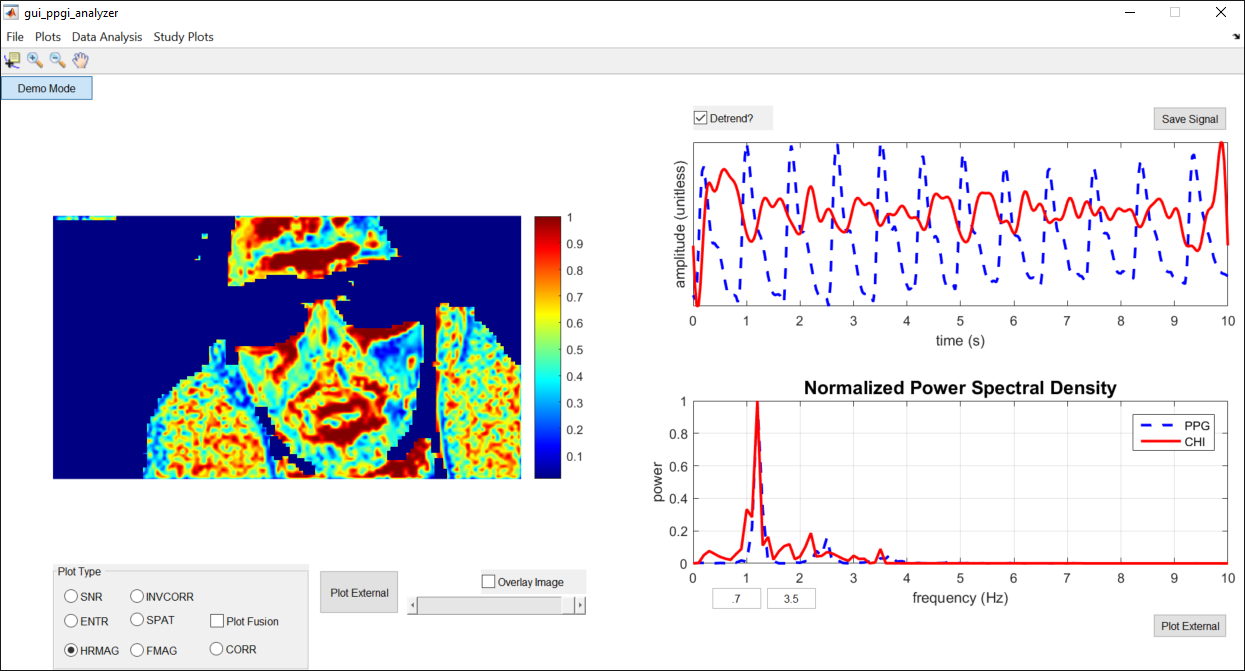 gui_ppgi_analyzer
File Plots Data Analysis Study Plots
Demo Mode
Detrend?
Save Signal
amplitude (unitless)
0 1 2 3 4 5 6 7 8 9 10
time (s)
1
0.9
0.8
0.7
0.6
0.5
0.4
0.3
0.2
0.1
Normalized Power Spectral Density
power
1
0.8
0.6
0.4
0.2
0
PPG
CHI
0 1 2 3 4 5 6 7 8 9 10
.7 3.5
frequency (Hz)
Plot External
Plot Type
SNR INVCORR
ENTR SPAT Plot Fusion
HRMAG FMAG CORR
Plot External
Overlay Image